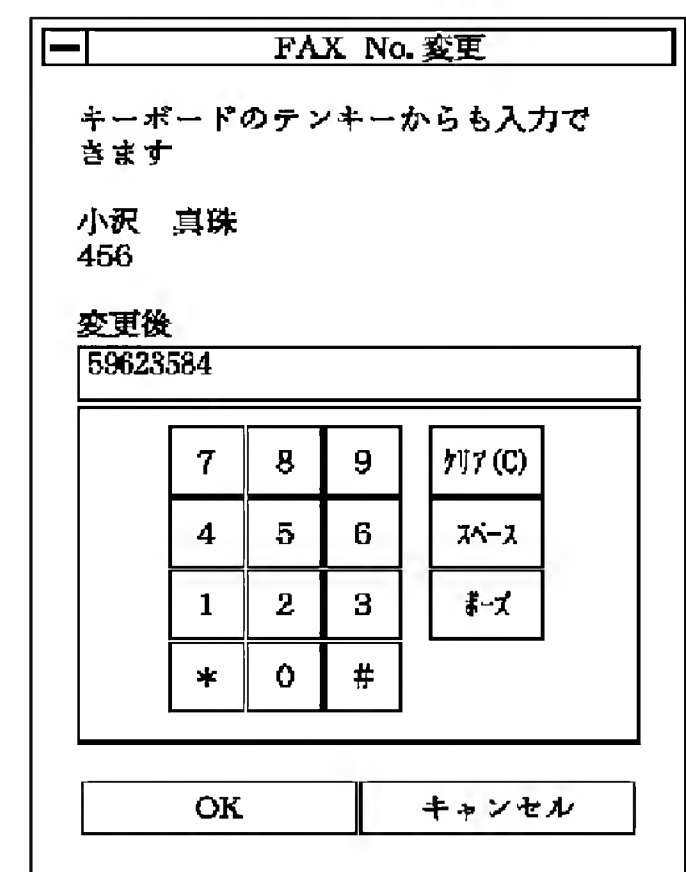 FAX No. 変更
キーボードのテンキーからも入力で
きます
小沢 真珠
456
変更後
59623584
7 8 9 クリア(C)
4 5 6 スペース
1 2 3 ポーズ
* 0 #
OK キャンセル